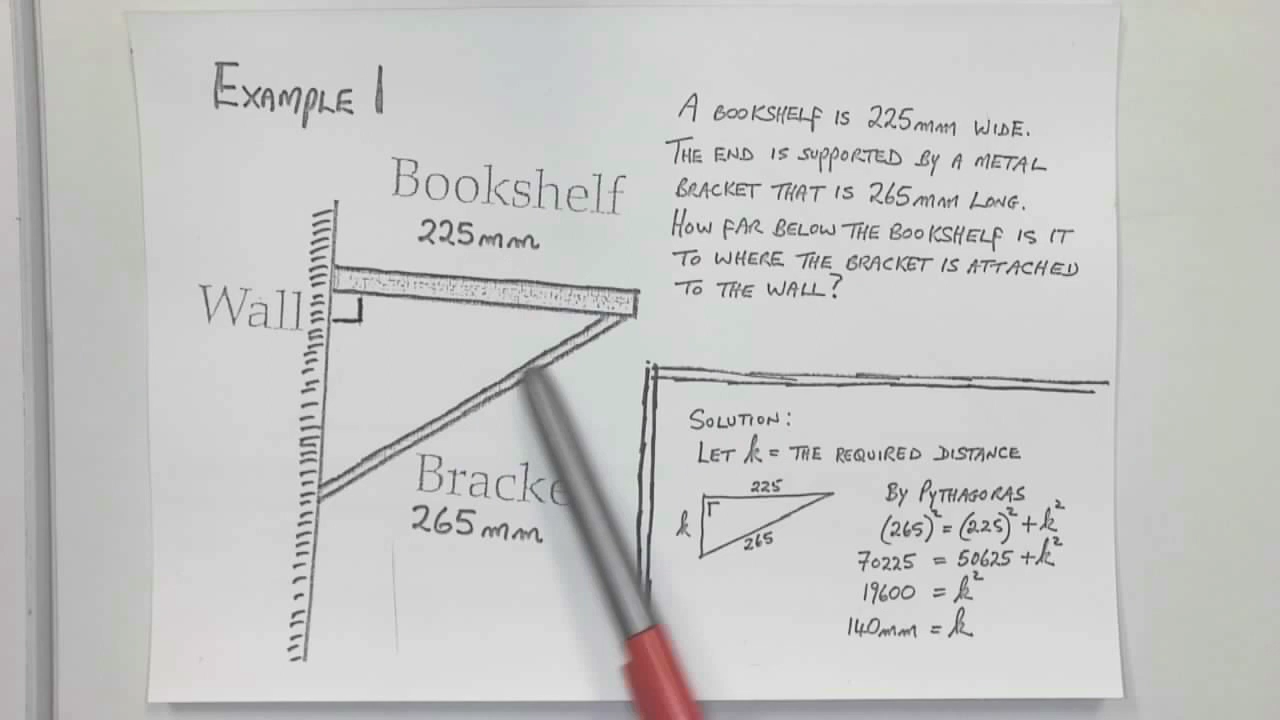 EXAMPLE 1
Bookshelf
225mm
Wall
Bracke
265mm
A BOOKSHELF IS 225mm WIDE.
THE END IS SUPPORTED BY A METAL
BRACKET THAT IS 265mm LONG.
HOW FAR BELOW THE BOOKSHELF IS IT
TO WHERE THE BRACKET IS ATTACHED
TO THE WALL?
SOLUTION:
LET k = THE REQUIRED DISTANCE
225
k
265
BY PYTHAGORAS
(265)² = (225)² + k²
70225 = 50625 + k²
19600 = k²
140mm = k